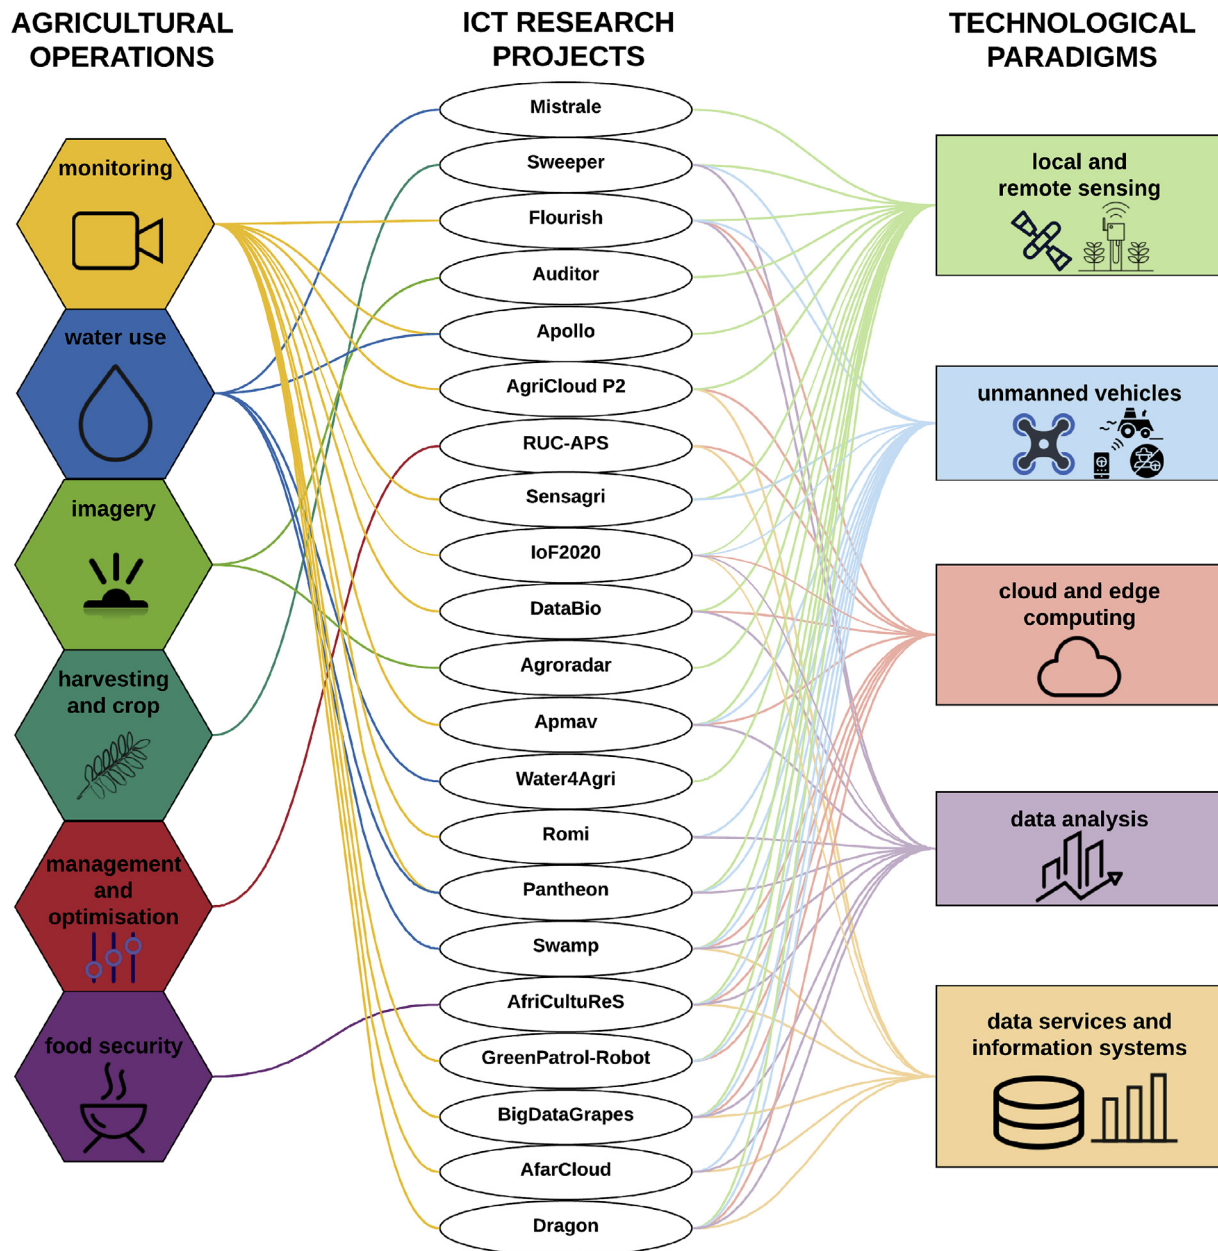 AGRICULTURAL
OPERATIONS
monitoring
water use
imagery
harvesting
and crop
management
and
optimisation
food security
ICT RESEARCH
PROJECTS
Mistrale
Sweeper
Flourish
Auditor
Apollo
AgriCloud P2
RUC-APS
Sensagri
IoF2020
DataBio
Agroradar
Apmav
Water4Agri
Romi
Pantheon
Swamp
AfriCultuReS
GreenPatrol-Robot
BigDataGrapes
AfarCloud
Dragon
TECHNOLOGICAL
PARADIGMS
local and
remote sensing
unmanned vehicles
cloud and edge
computing
data analysis
data services and
information systems